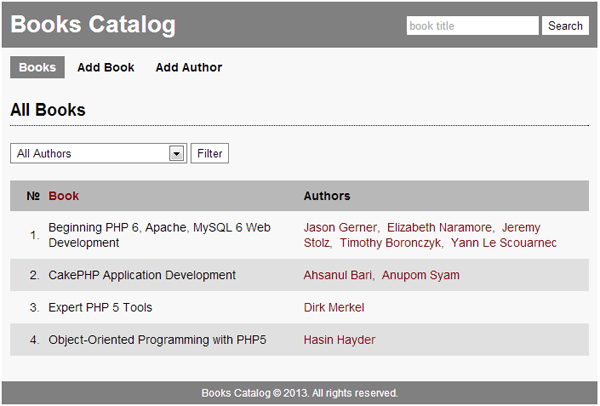 Books Catalog
book title Search
Books Add Book Add Author
All Books
All Authors Filter
№ Book Authors
1. Beginning PHP 6, Apache, MySQL 6 Web Development Jason Gerner, Elizabeth Naramore, Jeremy Stolz, Timothy Boronczyk, Yann Le Scouarnec
2. CakePHP Application Development Ahsanul Bari, Anupom Syam
3. Expert PHP 5 Tools Dirk Merkel
4. Object-Oriented Programming with PHP5 Hasin Hayder
Books Catalog © 2013. All rights reserved.